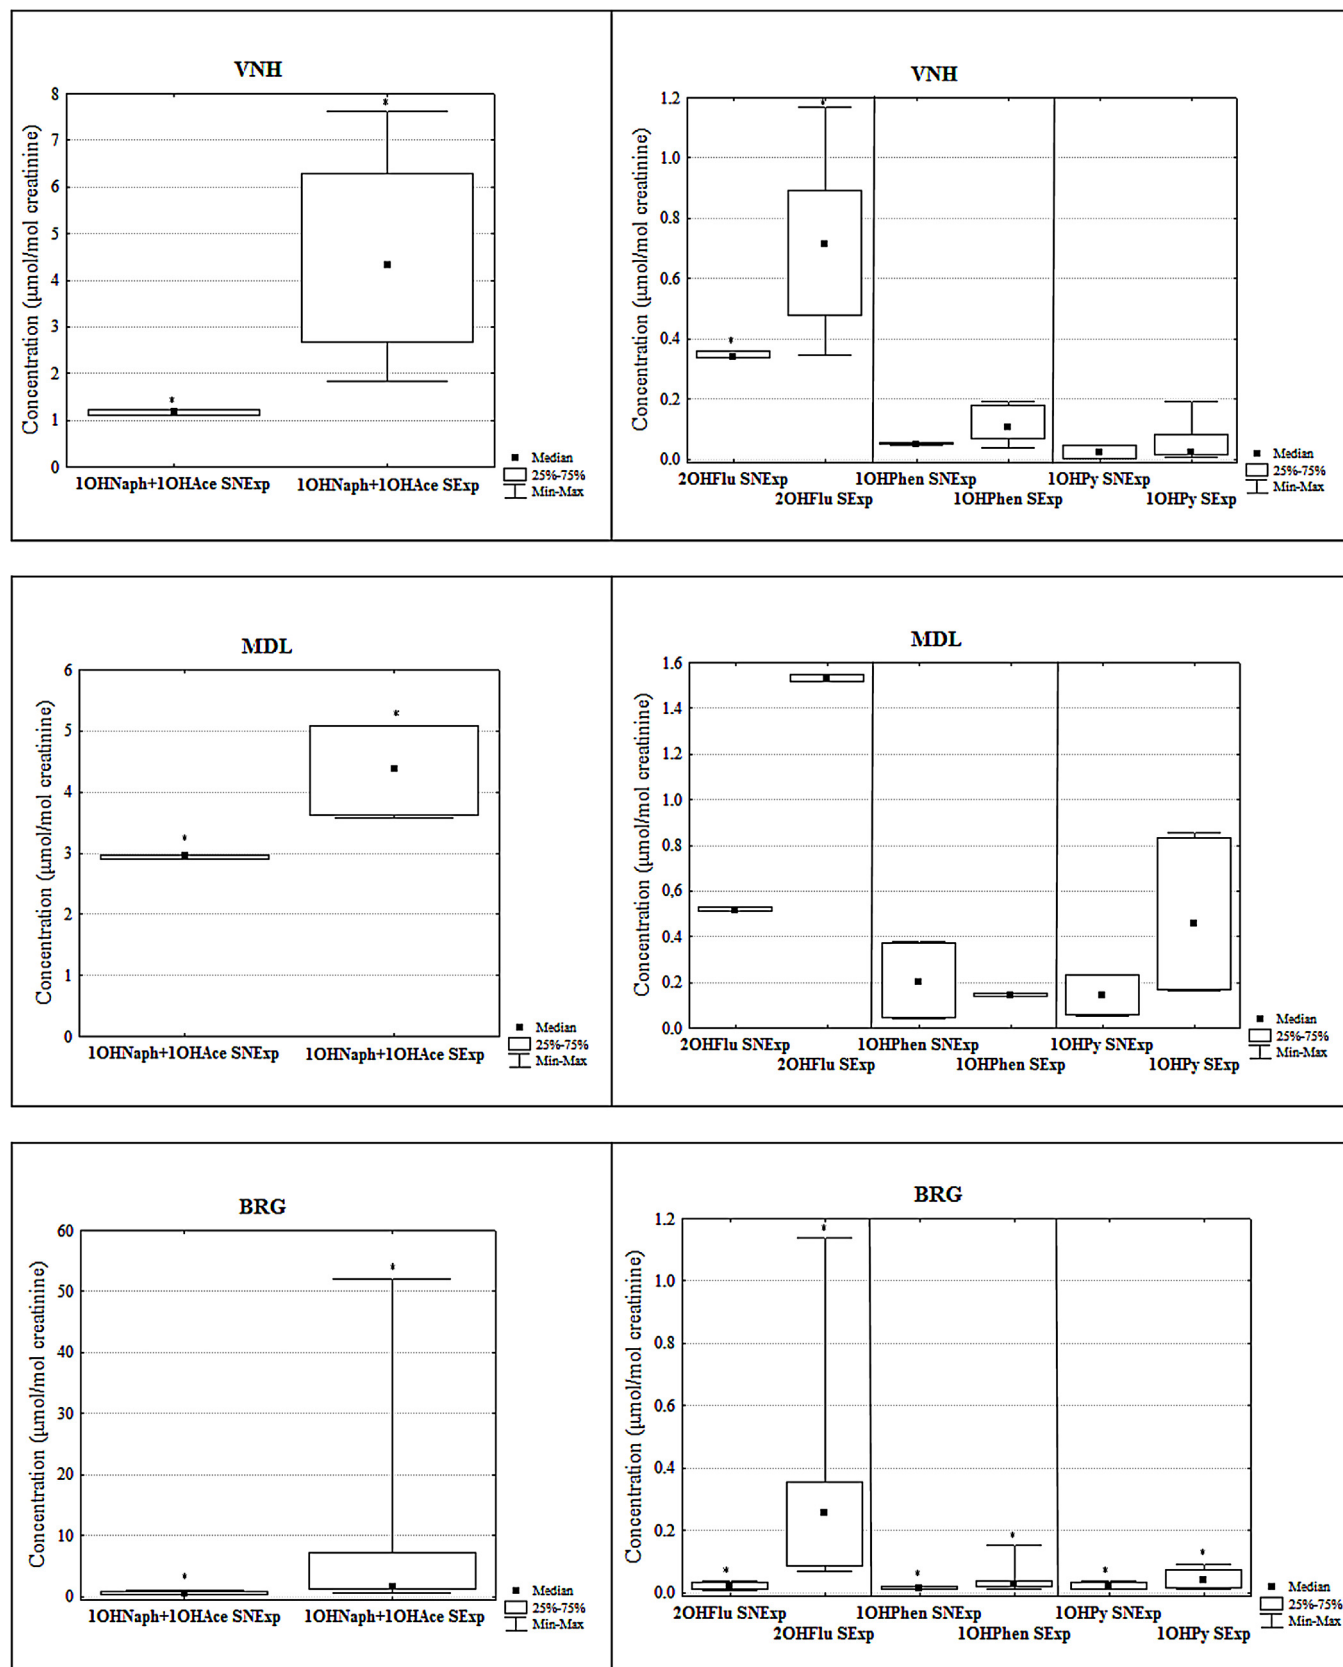 VNH
Concentration (µmol/mol creatinine)
8
7
6
5
4
3
2
1
0
1OHNaph+1OHAce SNExp
1OHNaph+1OHAce SExp
*
*
Median
25%-75%
Min-Max
VNH
Concentration (µmol/mol creatinine)
1.2
1.0
0.8
0.6
0.4
0.2
0.0
*
*
2OHFlu SNExp
2OHFlu SExp
1OHPhen SNExp
1OHPhen SExp
1OHPy SNExp
1OHPy SExp
Median
25%-75%
Min-Max
MDL
Concentration (µmol/mol creatinine)
6
5
4
3
2
1
0
*
*
1OHNaph+1OHAce SNExp
1OHNaph+1OHAce SExp
Median
25%-75%
Min-Max
MDL
Concentration (µmol/mol creatinine)
1.6
1.4
1.2
1.0
0.8
0,6
0.4
0.2
0.0
2OHFlu SNExp
2OHFlu SExp
1OHPhen SNExp
1OHPhen SExp
1OHPy SNExp
1OHPy SExp
Median
25%-75%
Min-Max
BRG
Concentration (µmol/mol creatinine)
60
50
40
30
20
10
0
*
*
1OHNaph+1OHAce SNExp
1OHNaph+1OHAce SExp
Median
25%-75%
Min-Max
BRG
Concentration (µmol/mol creatinine)
1.2
1.0
0.8
0.6
0.4
0.2
0.0
*
*
*
*
*
*
2OHFlu SNExp
2OHFlu SExp
1OHPhen SNExp
1OHPhen SExp
1OHPy SNExp
1OHPy SExp
Median
25%-75%
Min-Max